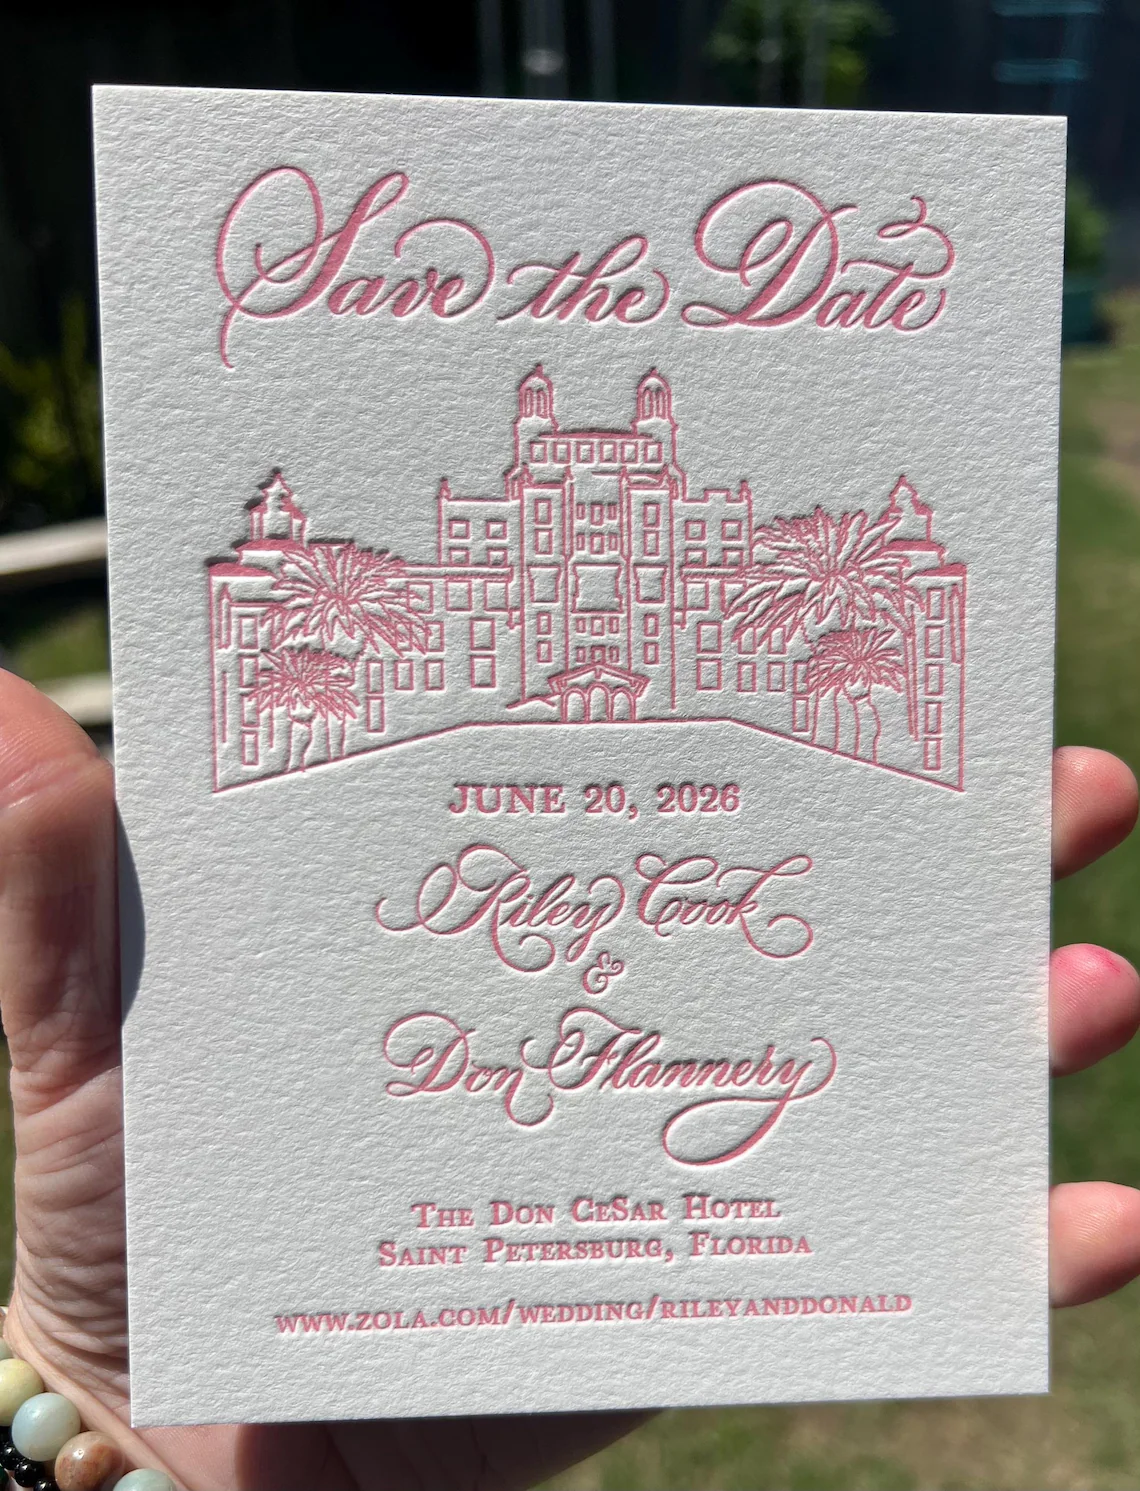 Save the Date
JUNE 20, 2026
Riley Cook
&
Don Flannery
The Don CeSar Hotel
Saint Petersburg, Florida
www.zola.com/wedding/rileyanddonald